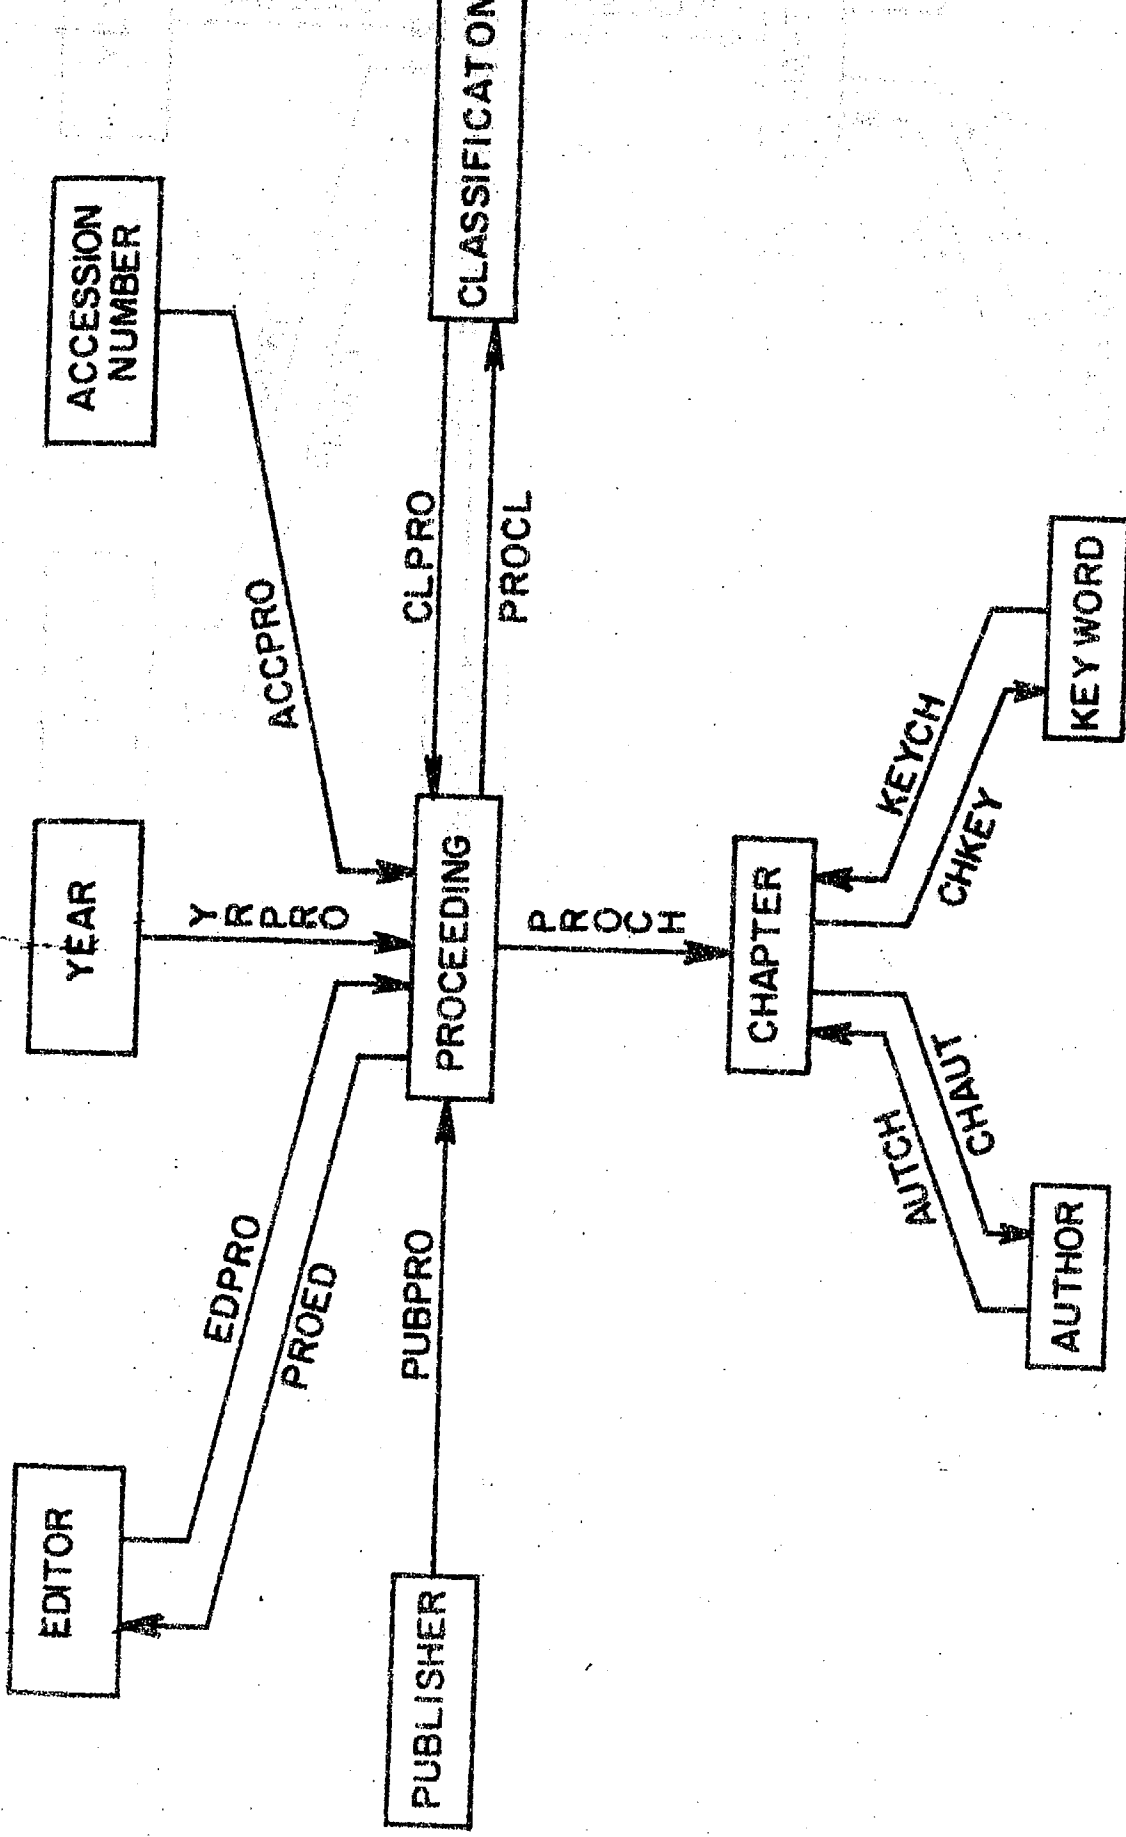 EDITOR
YEAR
ACCESSION
NUMBER
EDPRO
PROED
YRPRO
ACCPRO
PUBLISHER
PUBPRO
PROCEEDING
CLPRO
PROCL
CLASSIFICATON
PROCH
CHAPTER
AUTCH
CHAUT
KEYCH
CHKEY
AUTHOR
KEY WORD